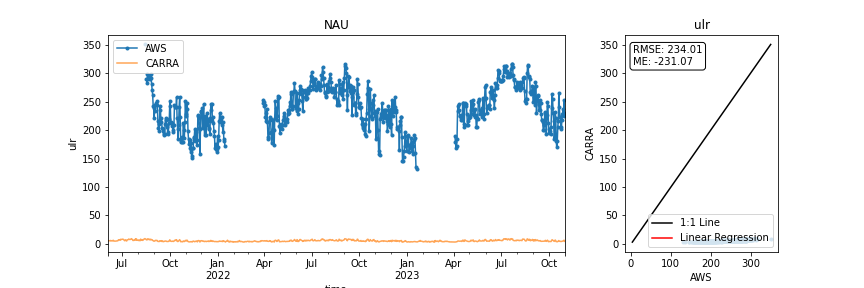 NAU
350
300
250
200
150
100
50
0
ulr
AWS
CARRA
Jul
Oct
Jan
2022
Apr
Jul
Oct
Jan
2023
Apr
Jul
Oct
ulr
350
300
250
200
150
100
50
0
CARRA
RMSE: 234.01
ME: -231.07
1:1 Line
Linear Regression
0
100
200
300
AWS